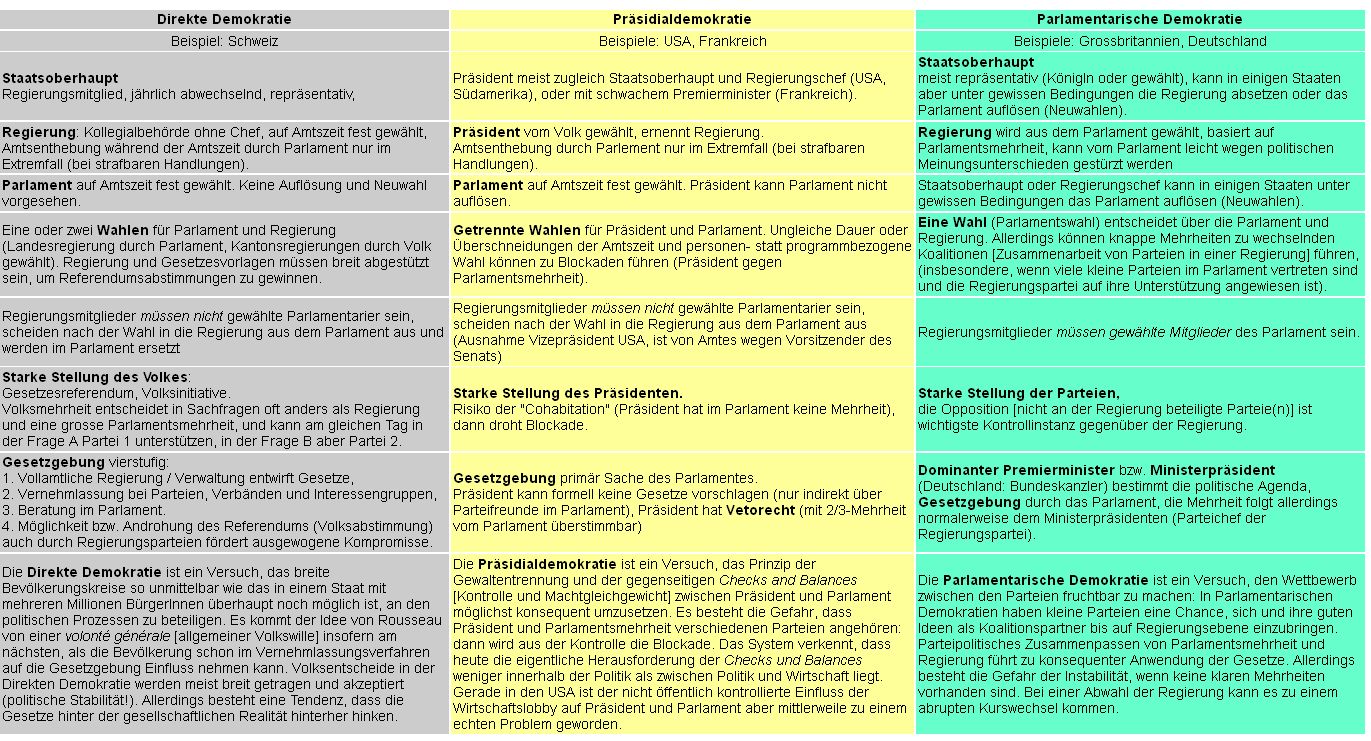 Direkte Demokratie
Präsidialdemokratie
Parlamentarische Demokratie
Beispiel: Schweiz
Beispiele: USA, Frankreich
Beispiele: Grossbritannien, Deutschland
Staatsoberhaupt
Regierungsmitglied, jährlich abwechselnd, repräsentativ,
Präsident meist zugleich Staatsoberhaupt und Regierungschef (USA,
Südamerika), oder mit schwachem Premierminister (Frankreich).
Staatsoberhaupt
meist repräsentativ (KönigIn oder gewählt), kann in einigen Staaten
aber unter gewissen Bedingungen die Regierung absetzen oder das
Parlament auflösen (Neuwahlen).
Regierung: Kollegialbehörde ohne Chef, auf Amtszeit fest gewählt,
Amtsenthebung während der Amtszeit durch Parlament nur im
Extremfall (bei strafbaren Handlungen).
Präsident vom Volk gewählt, ernennt Regierung.
Amtsenthebung durch Parlement nur im Extremfall (bei strafbaren
Handlungen).
Regierung wird aus dem Parlament gewählt, basiert auf
Parlamentsmehrheit, kann vom Parlament leicht wegen politischen
Meinungsunterschieden gestürzt werden
Parlament auf Amtszeit fest gewählt. Keine Auflösung und Neuwahl
vorgesehen.
Parlament auf Amtszeit fest gewählt. Präsident kann Parlament nicht
auflösen.
Staatsoberhaupt oder Regierungschef kann in einigen Staaten unter
gewissen Bedingungen das Parlament auflösen (Neuwahlen).
Eine oder zwei Wahlen für Parlament und Regierung
(Landesregierung durch Parlament, Kantonsregierungen durch Volk
gewählt). Regierung und Gesetzesvorlagen müssen breit abgestützt
sein, um Referendumsabstimmungen zu gewinnen.
Getrennte Wahlen für Präsident und Parlament. Ungleiche Dauer oder
Überschneidungen der Amtszeit und personen- statt programmbezogene
Wahl können zu Blockaden führen (Präsident gegen
Parlamentsmehrheit).
Eine Wahl (Parlamentswahl) entscheidet über die Parlament und
Regierung. Allerdings können knappe Mehrheiten zu wechselnden
Koalitionen [Zusammenarbeit von Parteien in einer Regierung] führen,
(insbesondere, wenn viele kleine Parteien im Parlament vertreten sind
und die Regierungspartei auf ihre Unterstützung angewiesen ist).
Regierungsmitglieder müssen nicht gewählte Parlamentarier sein,
scheiden nach der Wahl in die Regierung aus dem Parlament aus und
werden im Parlament ersetzt
Regierungsmitglieder müssen nicht gewählte Parlamentarier sein,
scheiden nach der Wahl in die Regierung aus dem Parlament aus
(Ausnahme Vizepräsident USA, ist von Amtes wegen Vorsitzender des
Senats)
Regierungsmitglieder müssen gewählte Mitglieder des Parlament sein.
Starke Stellung des Volkes:
Gesetzesreferendum, Volksinitiative.
Volksmehrheit entscheidet in Sachfragen oft anders als Regierung
und eine grosse Parlamentsmehrheit, und kann am gleichen Tag in
der Frage A Partei 1 unterstützen, in der Frage B aber Partei 2.
Starke Stellung des Präsidenten.
Risiko der "Cohabitation" (Präsident hat im Parlament keine Mehrheit),
dann droht Blockade.
Starke Stellung der Parteien,
die Opposition [nicht an der Regierung beteiligte Parteie(n)] ist
wichtigste Kontrollinstanz gegenüber der Regierung.
Gesetzgebung vierstufig:
1. Vollamtliche Regierung / Verwaltung entwirft Gesetze,
2. Vernehmlassung bei Parteien, Verbänden und Interessengruppen,
3. Beratung im Parlament.
4. Möglichkeit bzw. Androhung des Referendums (Volksabstimmung)
auch durch Regierungsparteien fördert ausgewogene Kompromisse.
Gesetzgebung primär Sache des Parlamentes.
Präsident kann formell keine Gesetze vorschlagen (nur indirekt über
Parteifreunde im Parlament), Präsident hat Vetorecht (mit 2/3-Mehrheit
vom Parlament überstimmbar)
Dominanter Premierminister bzw. Ministerpräsident
(Deutschland: Bundeskanzler) bestimmt die politische Agenda,
Gesetzgebung durch das Parlament, die Mehrheit folgt allerdings
normalerweise dem Ministerpräsidenten (Parteichef der
Regierungspartei).
Die Direkte Demokratie ist ein Versuch, das breite
Bevölkerungskreise so unmittelbar wie das in einem Staat mit
mehreren Millionen BürgerInnen überhaupt noch möglich ist, an den
politischen Prozessen zu beteiligen. Es kommt der Idee von Rousseau
von einer volonté générale [allgemeiner Volkswille] insofern am
nächsten, als die Bevölkerung schon im Vernehmlassungsverfahren
auf die Gesetzgebung Einfluss nehmen kann. Volksentscheide in der
Direkten Demokratie werden meist breit getragen und akzeptiert
(politische Stabilität!). Allerdings besteht eine Tendenz, dass die
Gesetze hinter der gesellschaftlichen Realität hinterher hinken.
Die Präsidialdemokratie ist ein Versuch, das Prinzip der
Gewaltentrennung und der gegenseitigen Checks and Balances
[Kontrolle und Machtgleichgewicht] zwischen Präsident und Parlament
möglichst konsequent umzusetzen. Es besteht die Gefahr, dass
Präsident und Parlamentsmehrheit verschiedenen Parteien angehören:
dann wird aus der Kontrolle die Blockade. Das System verkennt, dass
heute die eigentliche Herausforderung der Checks und Balances
weniger innerhalb der Politik als zwischen Politik und Wirtschaft liegt.
Gerade in den USA ist der nicht öffentlich kontrollierte Einfluss der
Wirtschaftslobby auf Präsident und Parlament aber mittlerweile zu einem
echten Problem geworden.
Die Parlamentarische Demokratie ist ein Versuch, den Wettbewerb
zwischen den Parteien fruchtbar zu machen: In Parlamentarischen
Demokratien haben kleine Parteien eine Chance, sich und ihre guten
Ideen als Koalitionspartner bis auf Regierungsebene einzubringen.
Parteipolitisches Zusammenpassen von Parlamentsmehrheit und
Regierung führt zu konsequenter Anwendung der Gesetze. Allerdings
besteht die Gefahr der Instabilität, wenn keine klaren Mehrheiten
vorhanden sind. Bei einer Abwahl der Regierung kann es zu einem
abrupten Kurswechsel kommen.